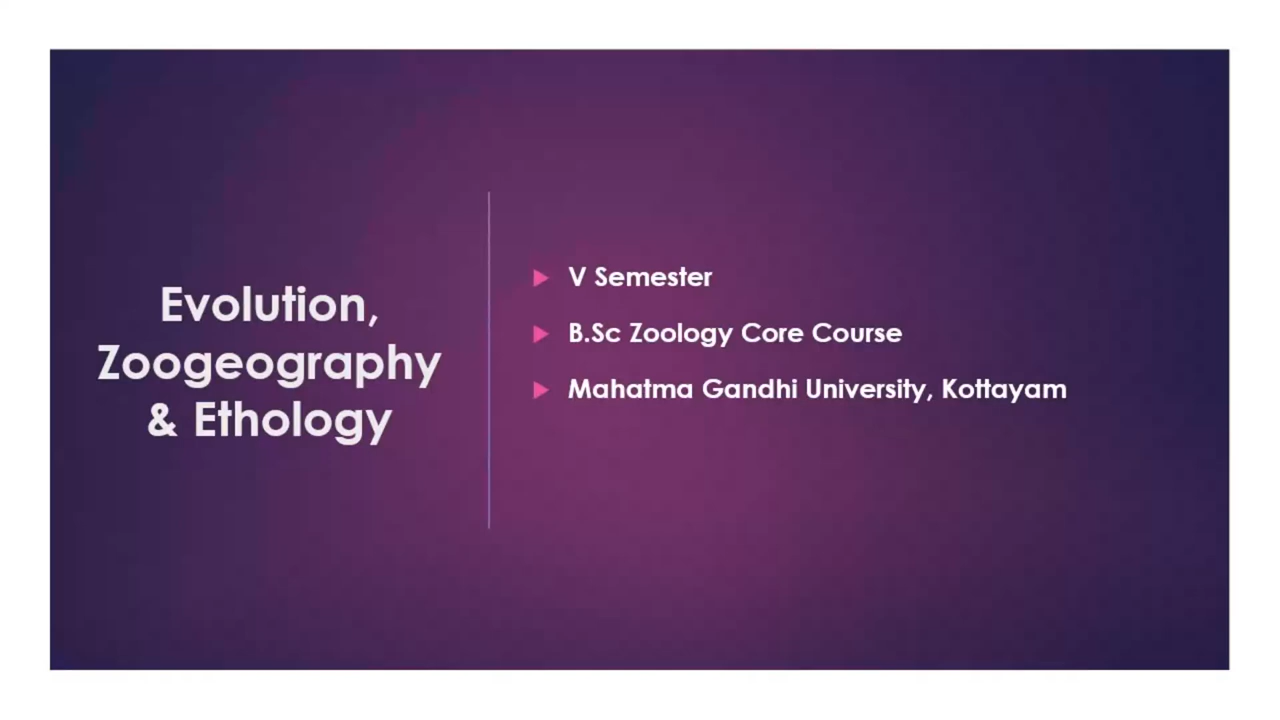 Evolution,
Zoogeography
& Ethology
V Semester
B.Sc Zoology Core Course
Mahatma Gandhi University, Kottayam